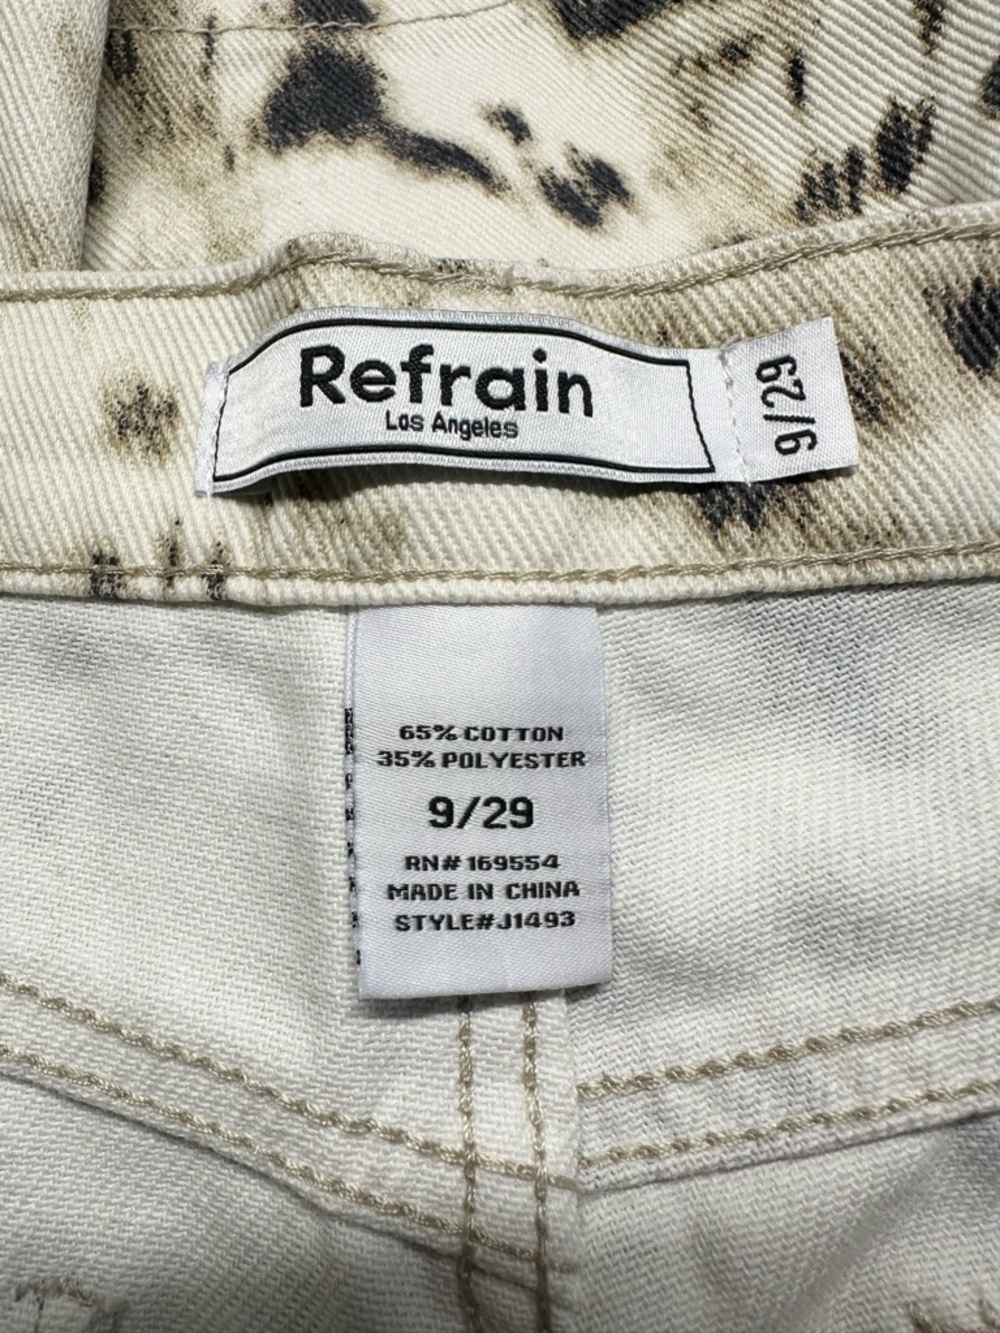 Refrain
Los Angeles
9/29
65% COTTON
35% POLYESTER
9/29
RN# 169554
MADE IN CHINA
STYLE#J1493